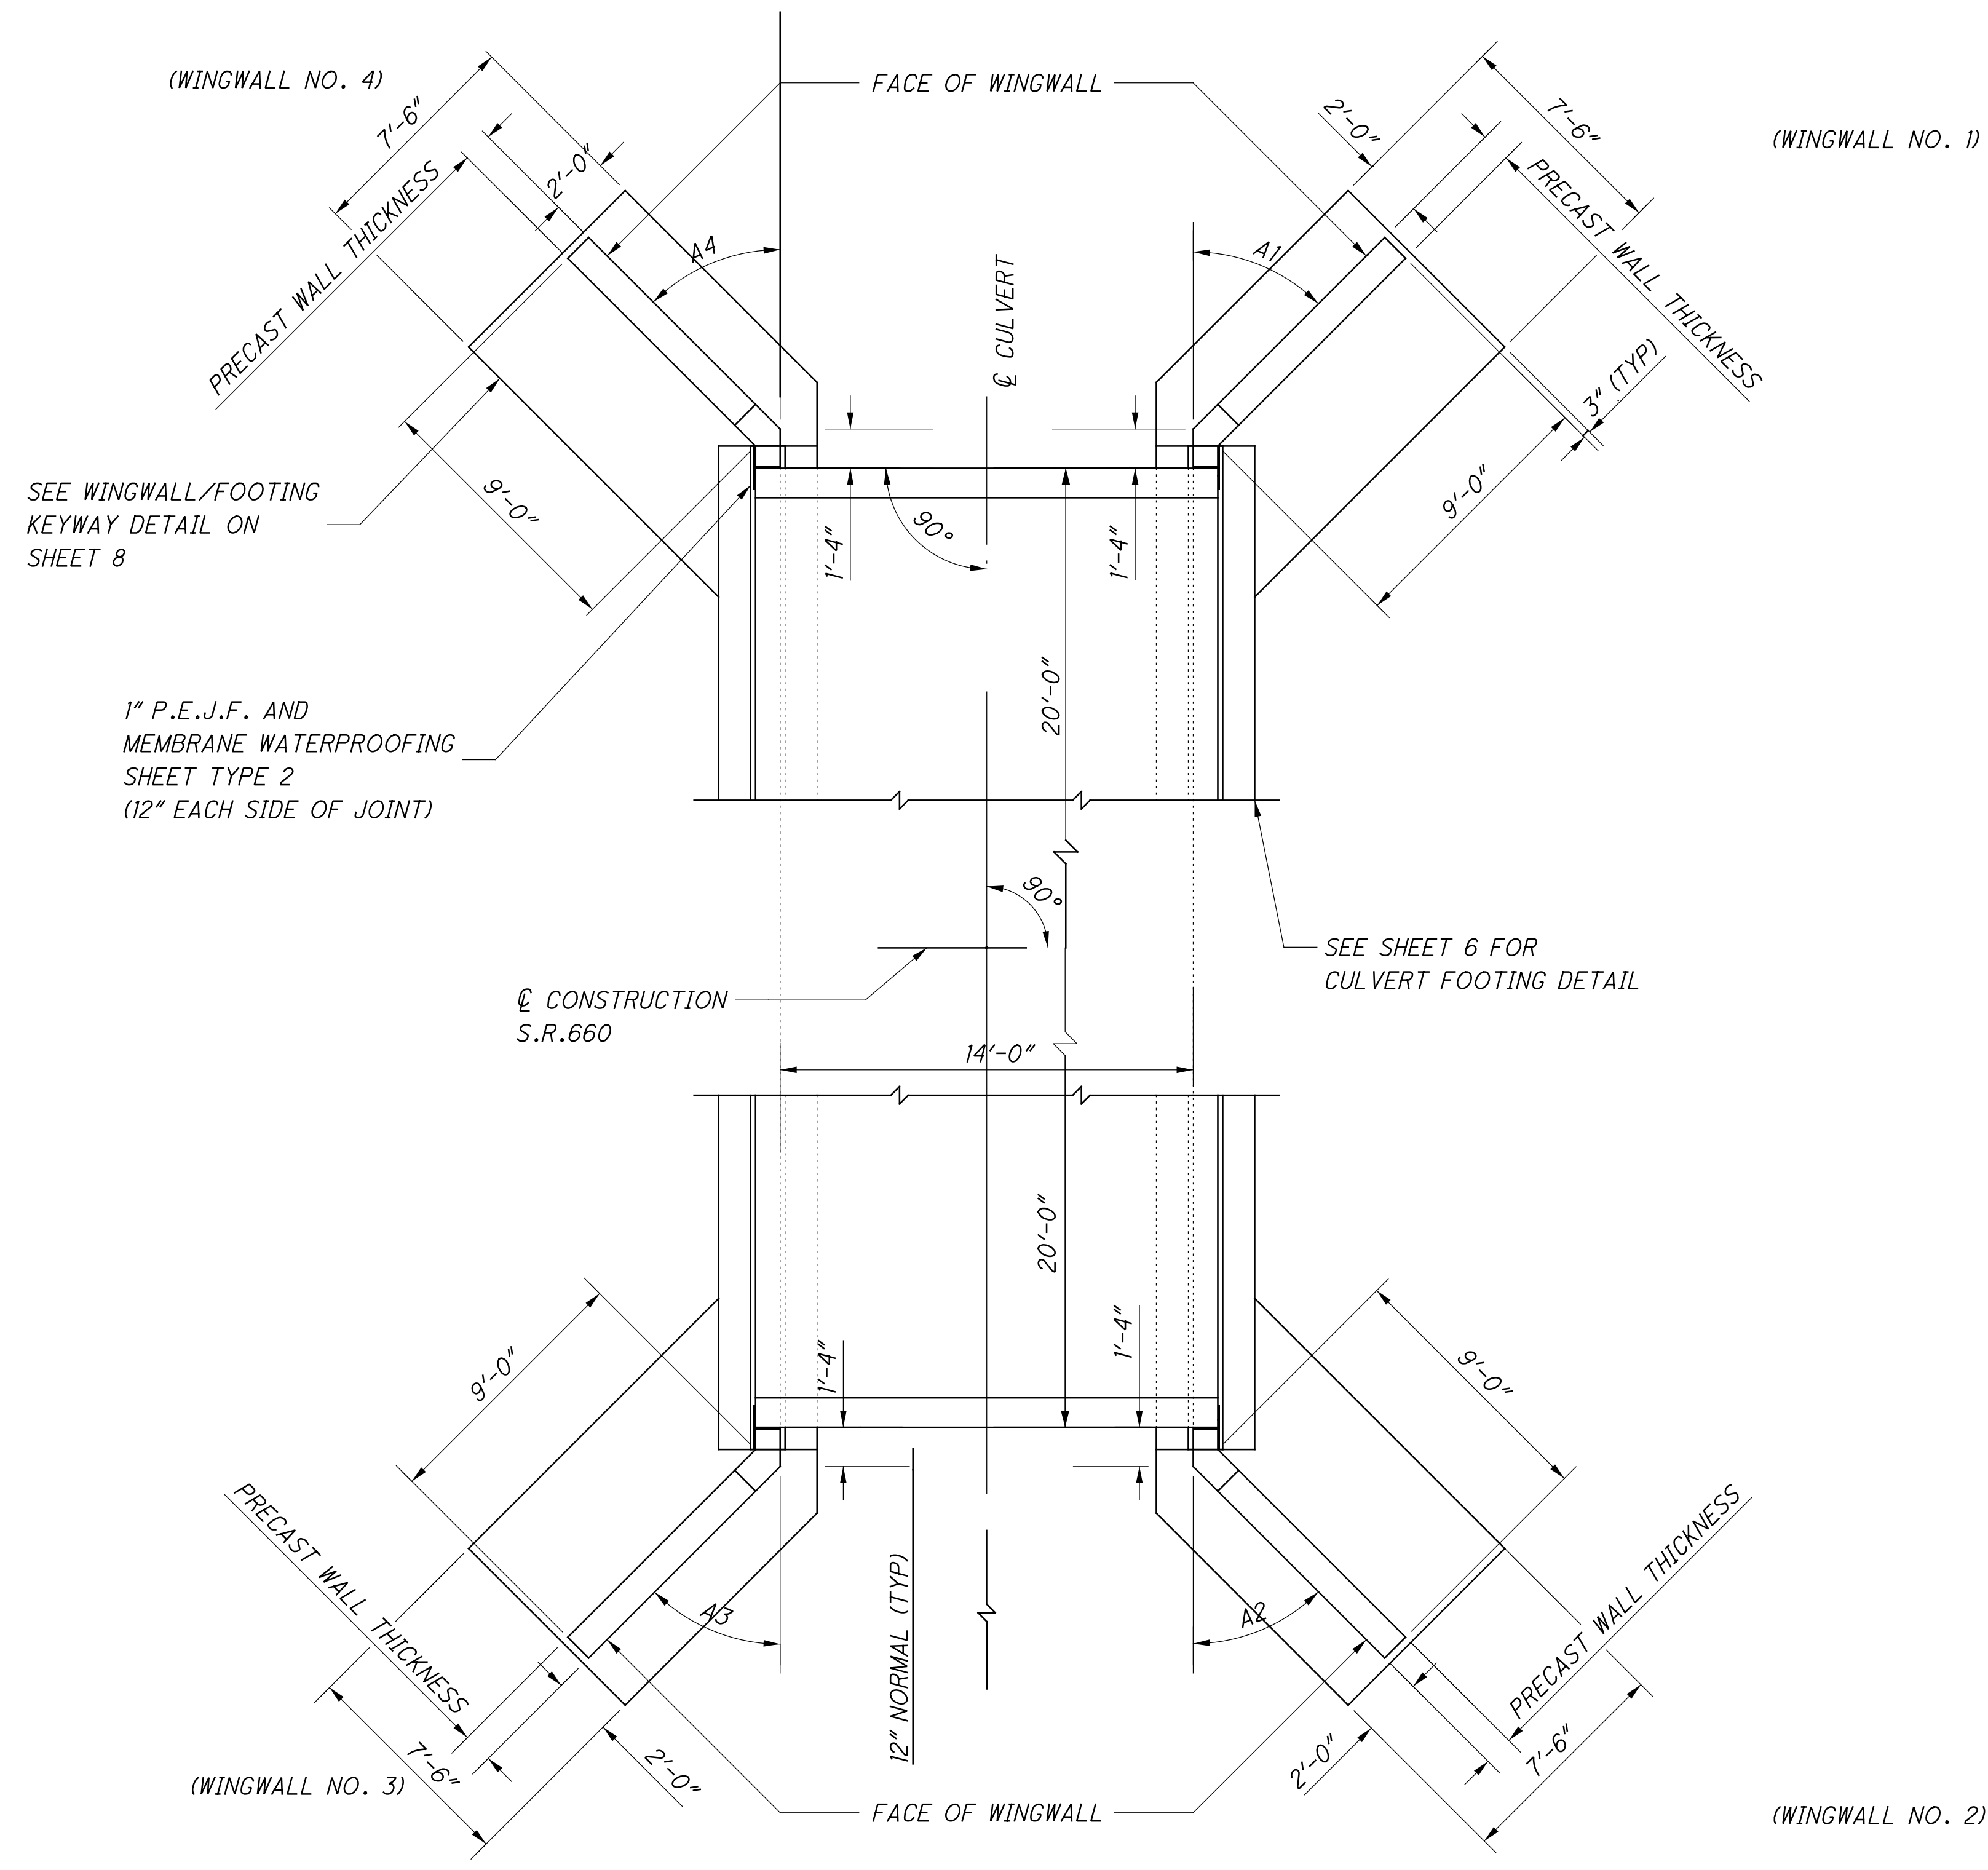 (WINGWALL NO. 4)
FACE OF WINGWALL
(WINGWALL NO. 1)
7'-6"
2'-0"
PRECAST WALL THICKNESS
A4
℄ CULVERT
A1
2'-0"
7'-6"
PRECAST WALL THICKNESS
3" (TYP)
9'-0"
9'-0"
1'-4"
90°
1'-4"
SEE WINGWALL/FOOTING
KEYWAY DETAIL ON
SHEET 8
20'-0"
1" P.E.J.F. AND
MEMBRANE WATERPROOFING
SHEET TYPE 2
(12" EACH SIDE OF JOINT)
90°
SEE SHEET 6 FOR
CULVERT FOOTING DETAIL
℄ CONSTRUCTION
S.R.660
14'-0"
20'-0"
1'-4"
1'-4"
9'-0"
9'-0"
PRECAST WALL THICKNESS
A3
12" NORMAL (TYP)
A2
PRECAST WALL THICKNESS
7'-6"
2'-0"
2'-0"
7'-6"
(WINGWALL NO. 3)
FACE OF WINGWALL
(WINGWALL NO. 2)